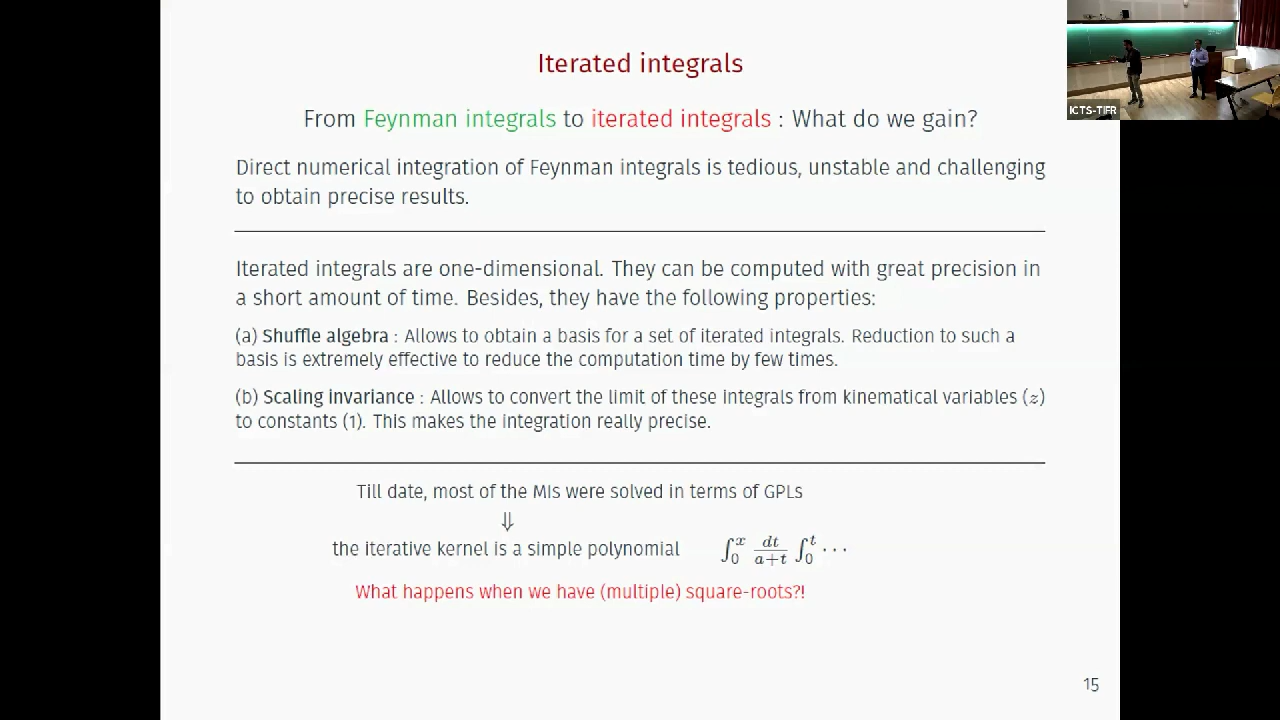 Iterated integrals
From Feynman integrals to iterated integrals : What do we gain?
Direct numerical integration of Feynman integrals is tedious, unstable and challenging
to obtain precise results.
Iterated integrals are one-dimensional. They can be computed with great precision in
a short amount of time. Besides, they have the following properties:
(a) Shuffle algebra : Allows to obtain a basis for a set of iterated integrals. Reduction to such a
basis is extremely effective to reduce the computation time by few times.
(b) Scaling invariance : Allows to convert the limit of these integrals from kinematical variables (z)
to constants (1). This makes the integration really precise.
Till date, most of the MIs were solved in terms of GPLs
⇓
the iterative kernel is a simple polynomial ∫₀ˣ dt/(a+t) ∫₀ᵗ ···
What happens when we have (multiple) square-roots?!
15
ICTS-TIFR